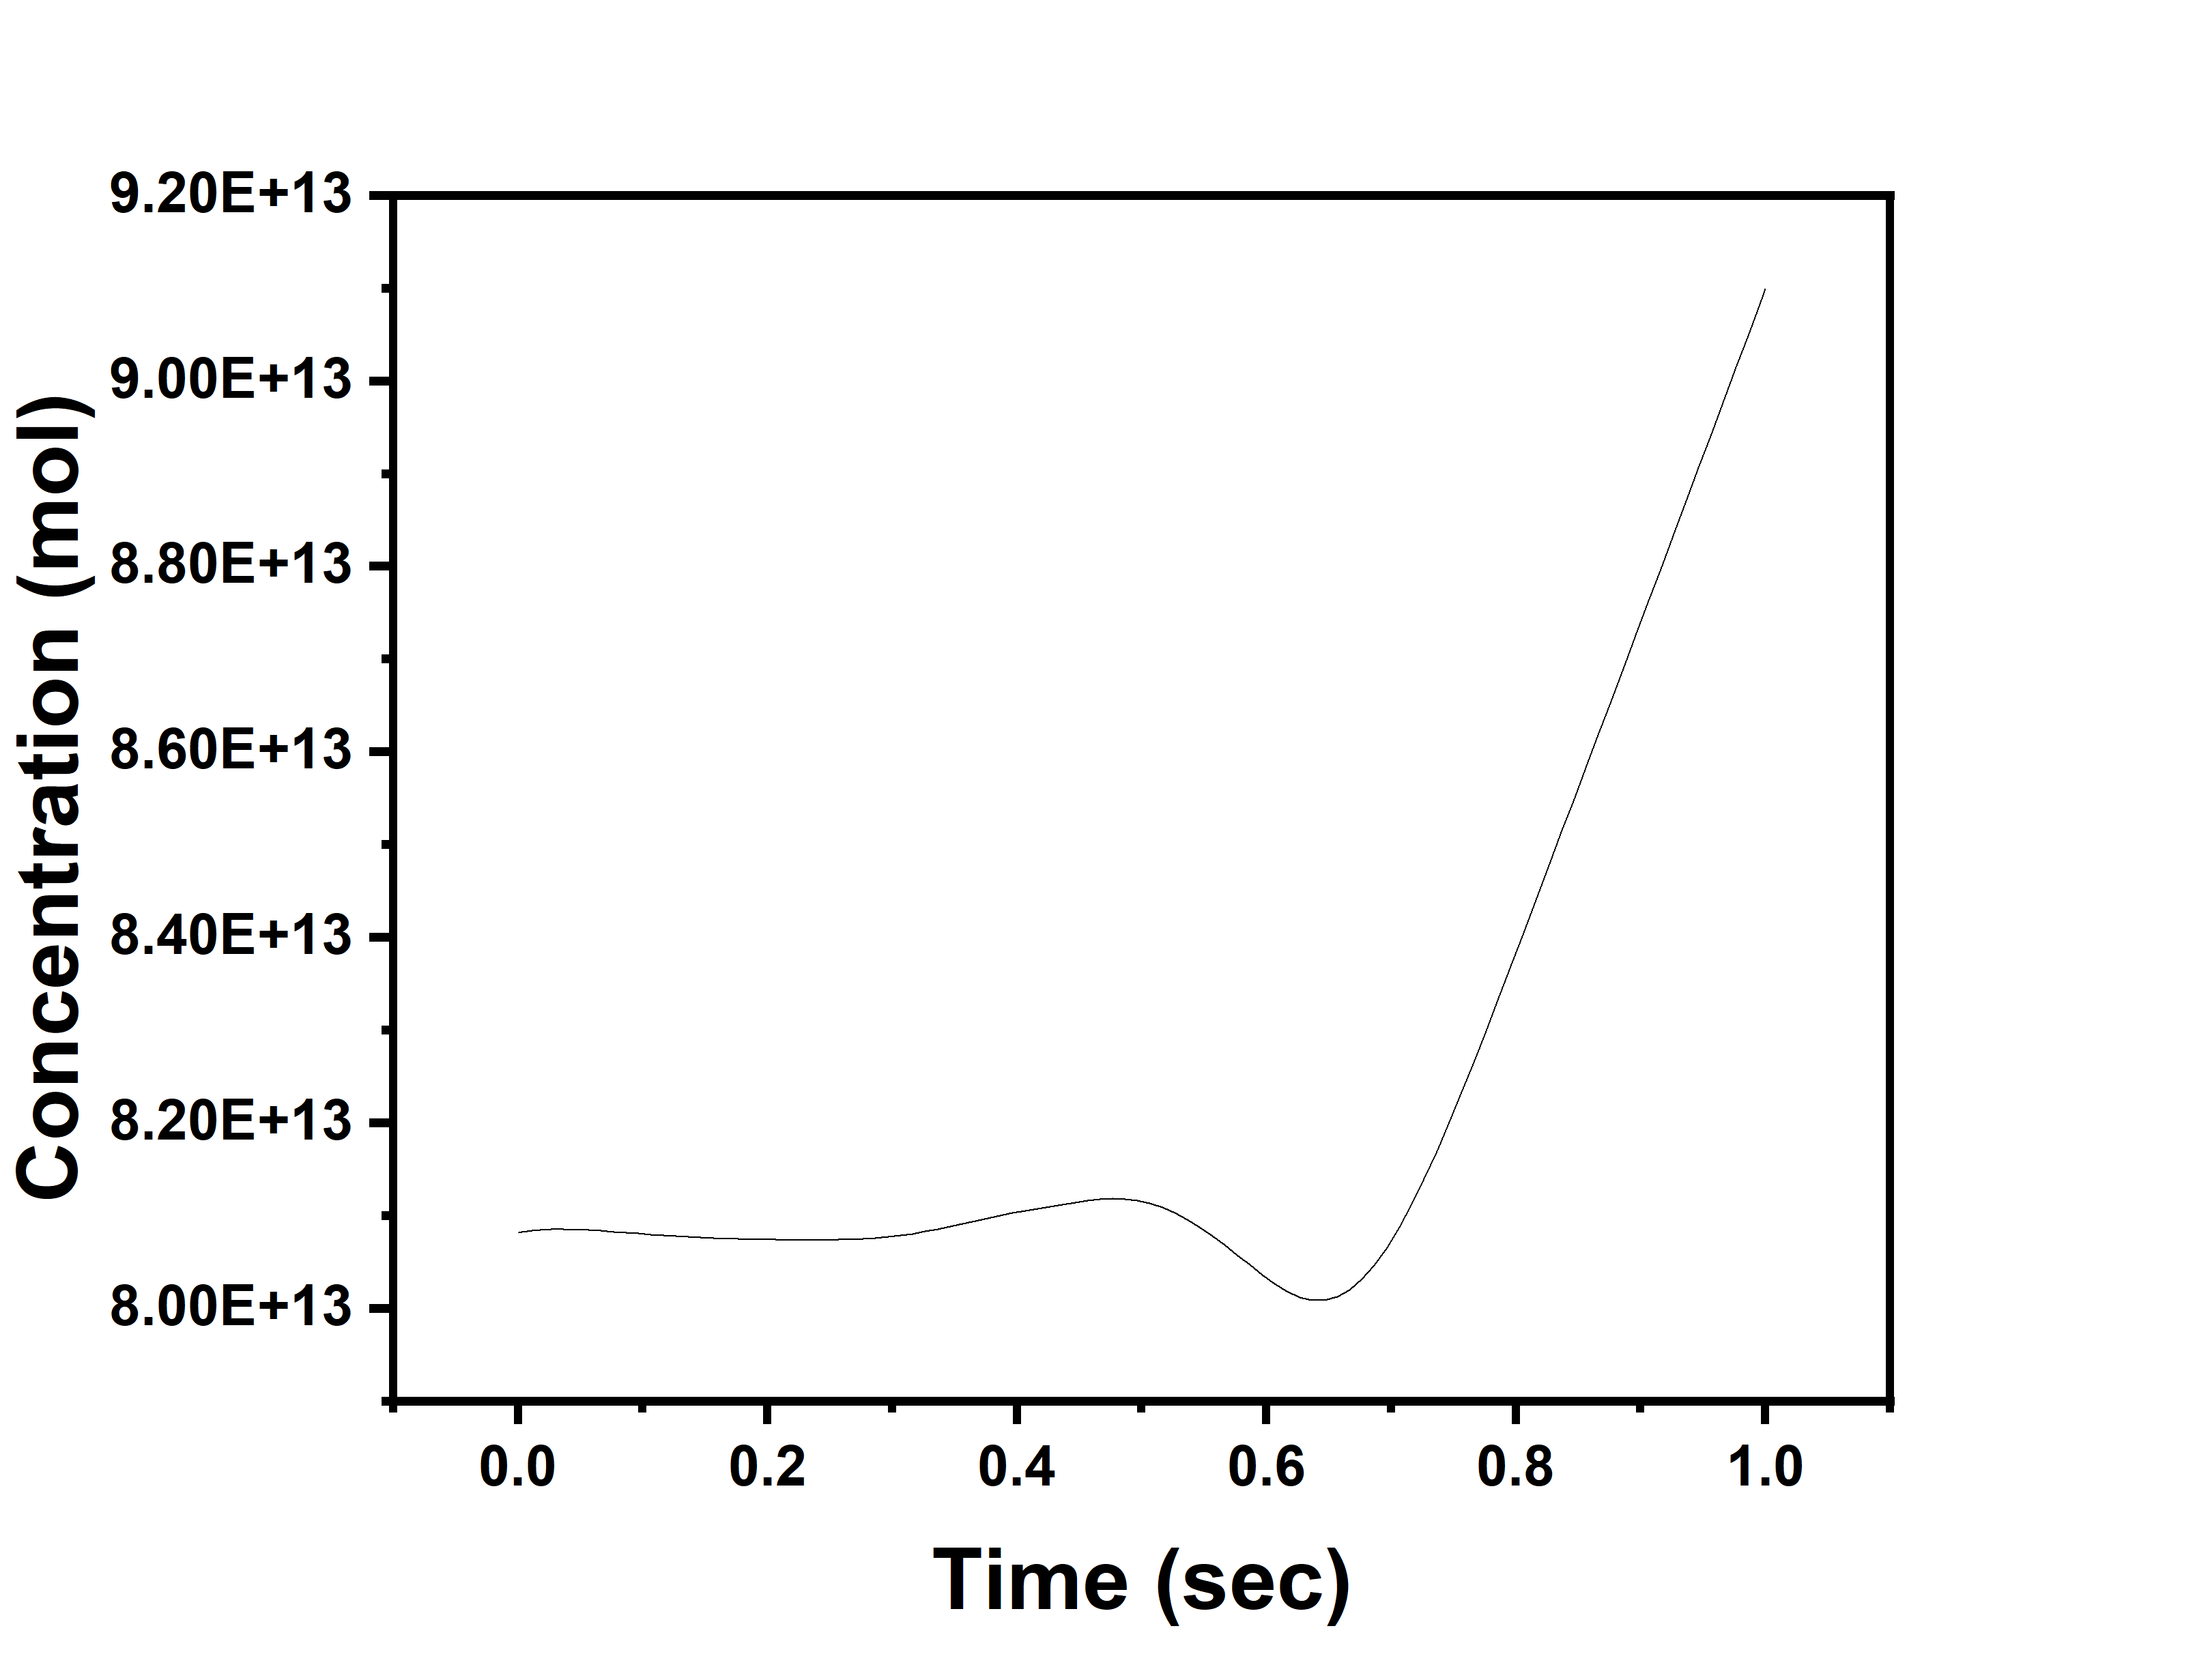 9.20E+13
9.00E+13
8.80E+13
8.60E+13
8.40E+13
8.20E+13
8.00E+13
Concentration (mol)
0.0 0.2 0.4 0.6 0.8 1.0
Time (sec)